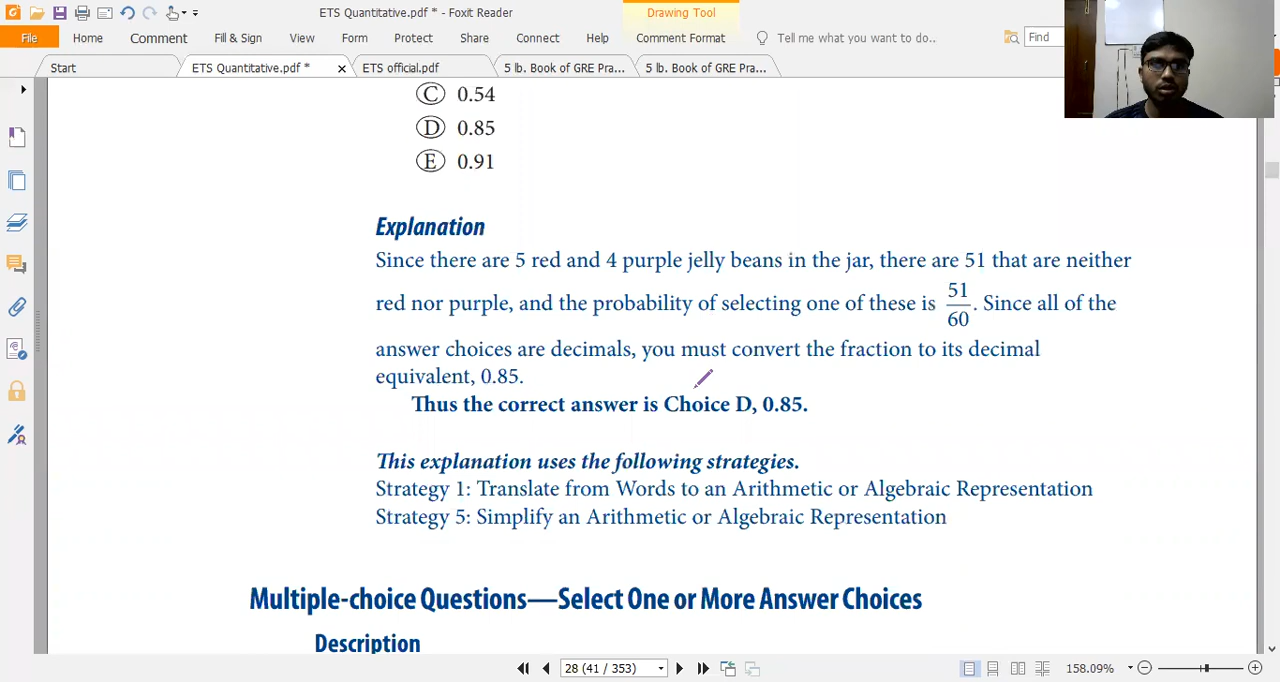 ETS Quantitative.pdf * - Foxit Reader
Drawing Tool
File Home Comment Fill & Sign View Form Protect Share Connect Help Comment Format Tell me what you want to do.. Find
Start ETS Quantitative.pdf * ETS official.pdf 5 lb. Book of GRE Pra... 5 lb. Book of GRE Pra...
C 0.54
D 0.85
E 0.91
Explanation
Since there are 5 red and 4 purple jelly beans in the jar, there are 51 that are neither
red nor purple, and the probability of selecting one of these is 51/60. Since all of the
answer choices are decimals, you must convert the fraction to its decimal
equivalent, 0.85.
Thus the correct answer is Choice D, 0.85.
This explanation uses the following strategies.
Strategy 1: Translate from Words to an Arithmetic or Algebraic Representation
Strategy 5: Simplify an Arithmetic or Algebraic Representation
Multiple-choice Questions—Select One or More Answer Choices
Description
28 (41 / 353) 158.09%